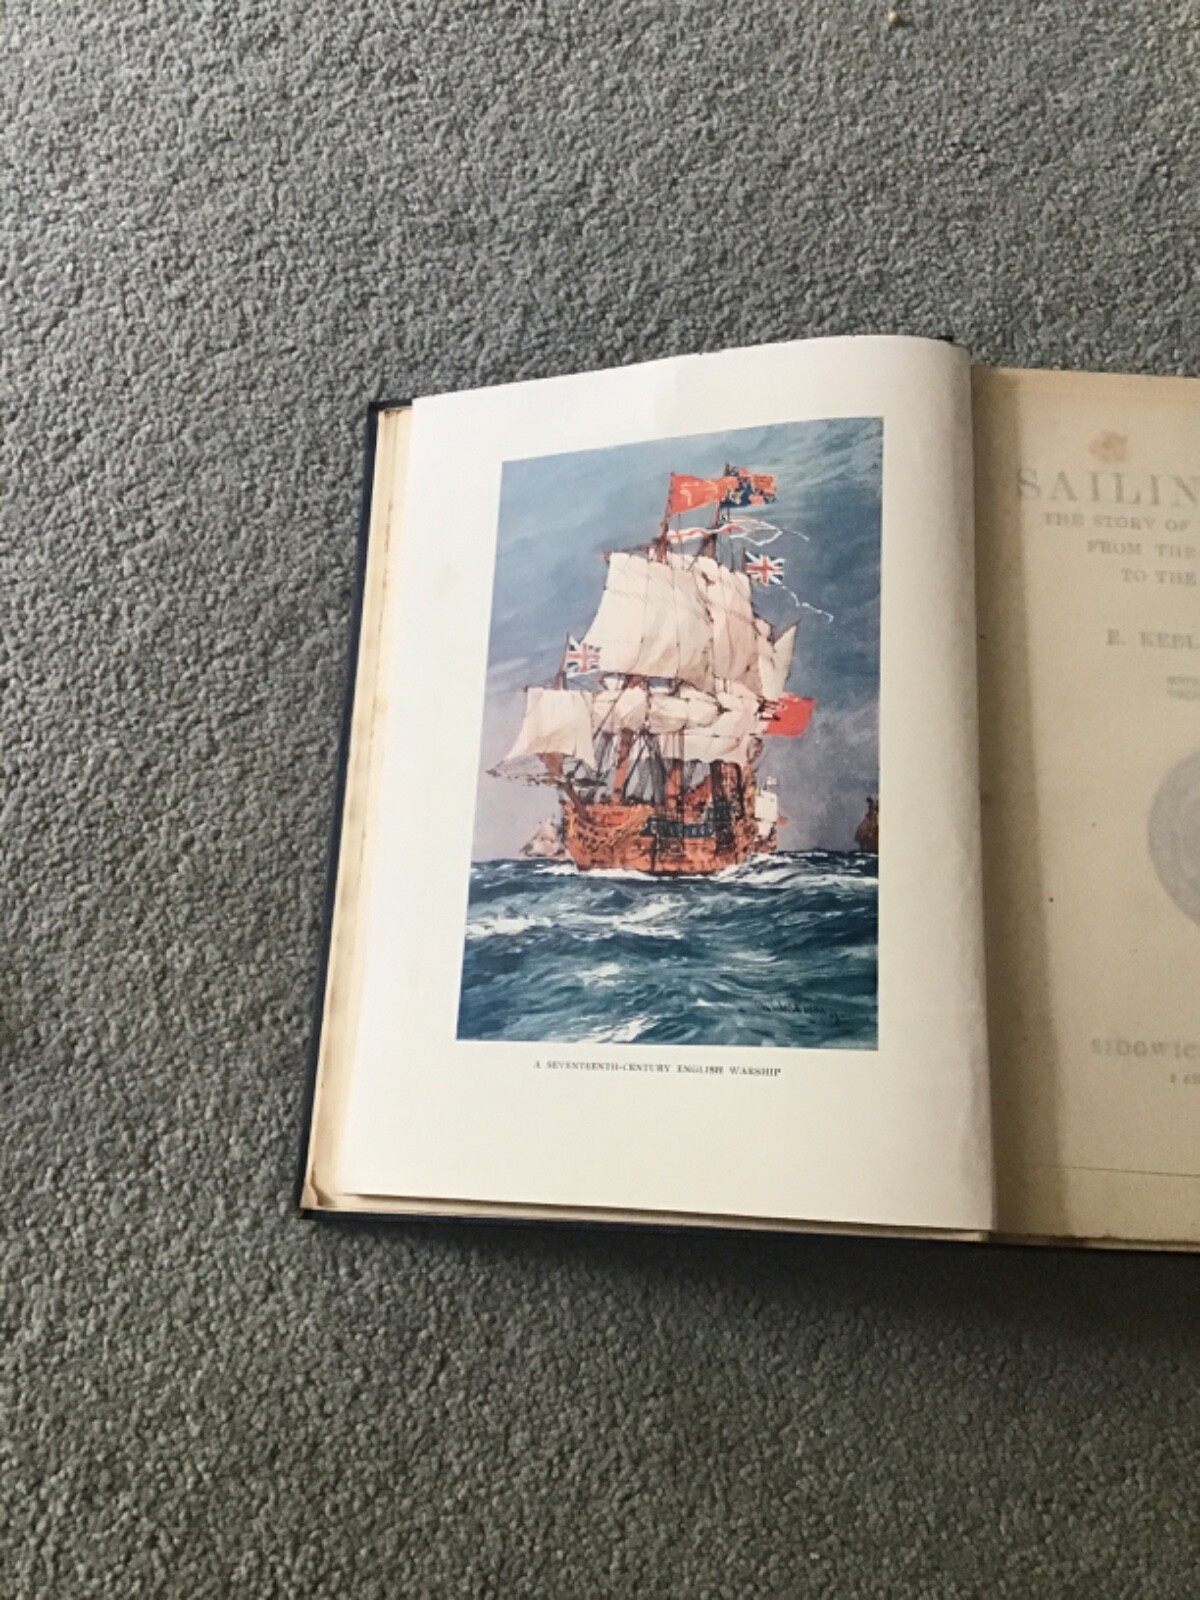 A SEVENTEENTH-CENTURY ENGLISH WARSHIP
SAILIN
THE STORY OF
FROM THE
TO THE
E. KEBL
SIDGWIC